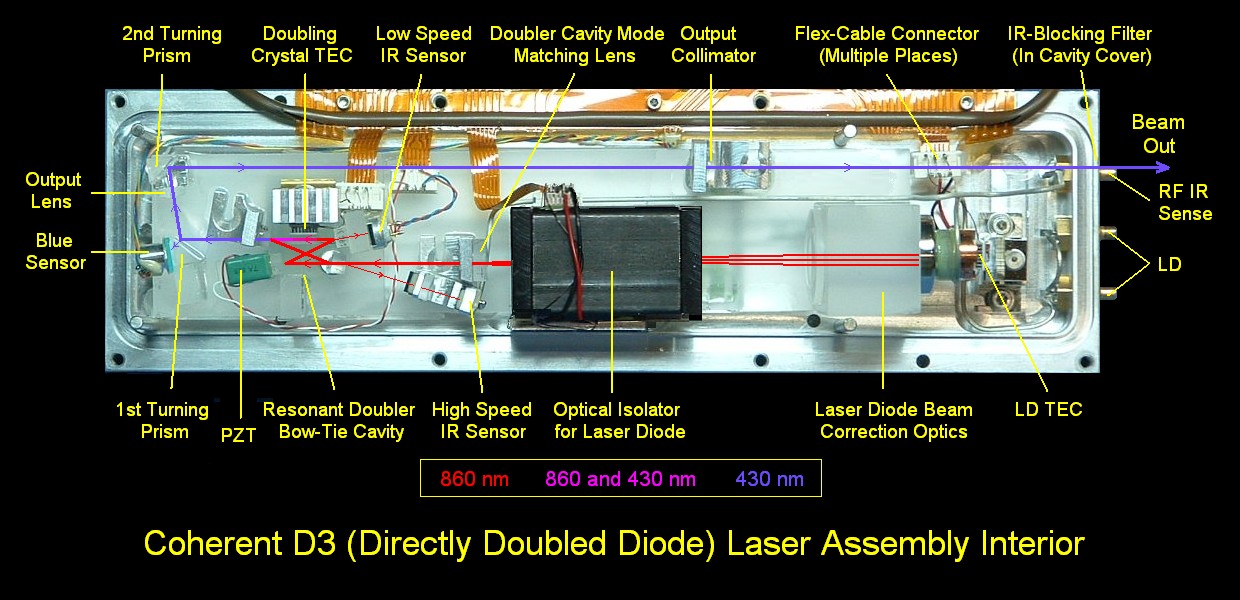 2nd Turning
Prism
Doubling
Crystal TEC
Low Speed
IR Sensor
Doubler Cavity Mode
Matching Lens
Output
Collimator
Flex-Cable Connector
(Multiple Places)
IR-Blocking Filter
(In Cavity Cover)
Beam
Out
Output
Lens
RF IR
Sense
Blue
Sensor
LD
1st Turning
Prism
PZT
Resonant Doubler
Bow-Tie Cavity
High Speed
IR Sensor
Optical Isolator
for Laser Diode
Laser Diode Beam
Correction Optics
LD TEC
860 nm 860 and 430 nm 430 nm
Coherent D3 (Directly Doubled Diode) Laser Assembly Interior